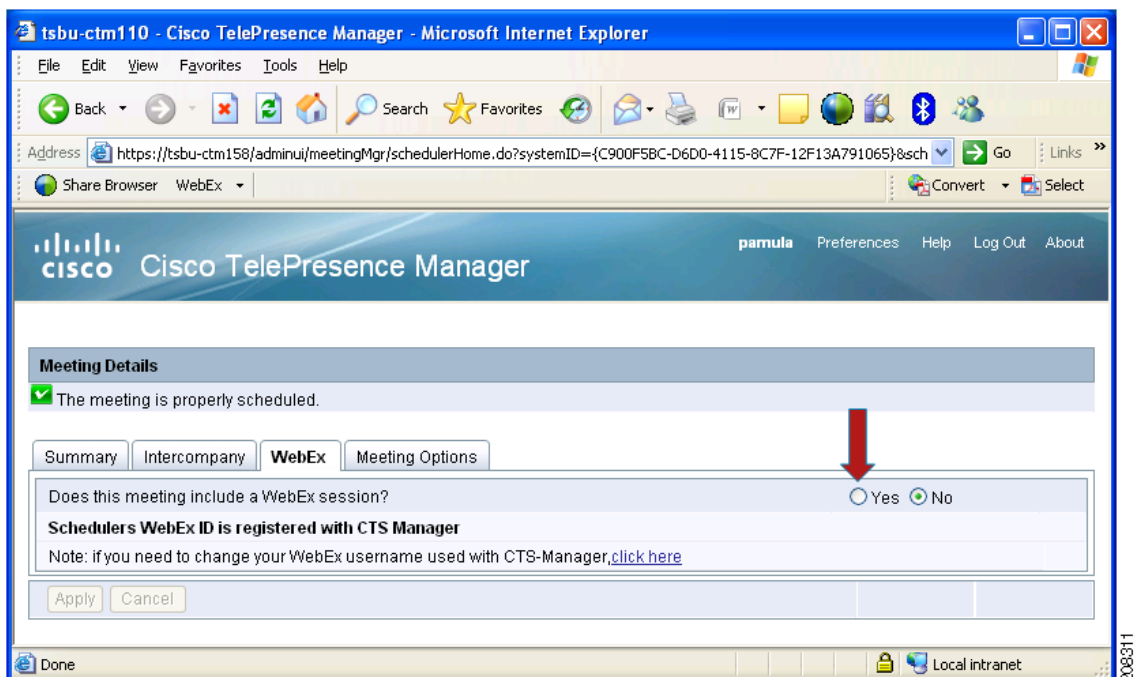 tsbu-ctm110 - Cisco TelePresence Manager - Microsoft Internet Explorer
File Edit View Favorites Tools Help
Back Search Favorites
Address https://tsbu-ctm158/adminui/meetingMgr/schedulerHome.do?systemID={C900F5BC-D6D0-4115-8C7F-12F13A791065}&sch Go Links »
Share Browser WebEx Convert Select
CISCO Cisco TelePresence Manager
pamula Preferences Help Log Out About
Meeting Details
The meeting is properly scheduled.
Summary Intercompany WebEx Meeting Options
Does this meeting include a WebEx session? Yes No
Schedulers WebEx ID is registered with CTS Manager
Note: if you need to change your WebEx username used with CTS-Manager,click here
Apply Cancel
Done Local intranet
208311